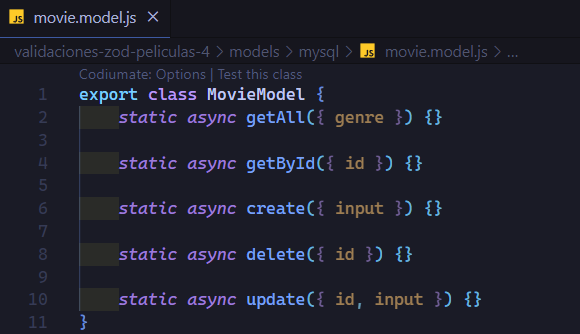 JS movie.model.js ×
validaciones-zod-peliculas-4 > models > mysql > JS movie.model.js > ...
Codiumate: Options | Test this class
1 export class MovieModel {
2 static async getAll({ genre }) {}
3
4 static async getById({ id }) {}
5
6 static async create({ input }) {}
7
8 static async delete({ id }) {}
9
10 static async update({ id, input }) {}
11 }